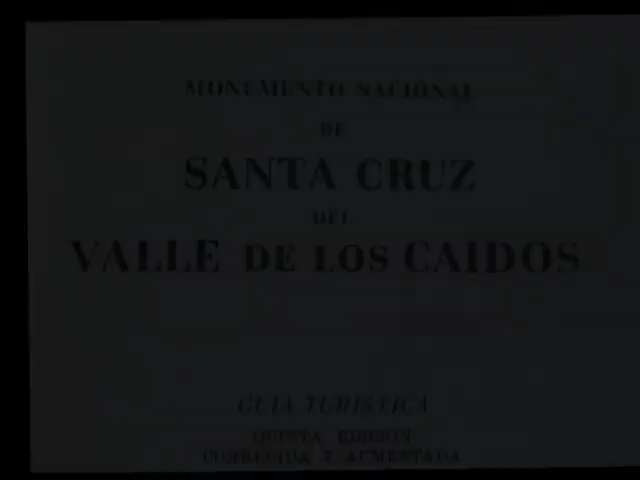 MONUMENTO NACIONAL
DE
SANTA CRUZ
DEL
VALLE DE LOS CAIDOS
GUIA TURISTICA
QUINTA EDICION
CORREGIDA Y AUMENTADA